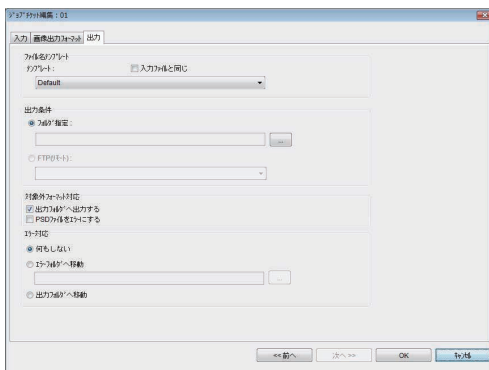 ｼﾞｮﾌﾞﾁｹｯﾄ編集：01
入力 画像出力ﾌｫｰﾏｯﾄ 出力
ﾌｧｲﾙ名ﾃﾝﾌﾟﾚｰﾄ
ﾃﾝﾌﾟﾚｰﾄ： 入力ﾌｧｲﾙと同じ
Default
出力条件
ﾌｫﾙﾀﾞ指定：
...
FTP(ﾘﾓｰﾄ)：
対象外ﾌｫｰﾏｯﾄ対応
出力ﾌｫﾙﾀﾞへ出力する
PSDﾌｧｲﾙをｴﾗｰにする
ｴﾗｰ対応
何もしない
ｴﾗｰﾌｫﾙﾀﾞへ移動
...
出力ﾌｫﾙﾀﾞへ移動
<<前へ 次へ>> OK ｷｬﾝｾﾙ